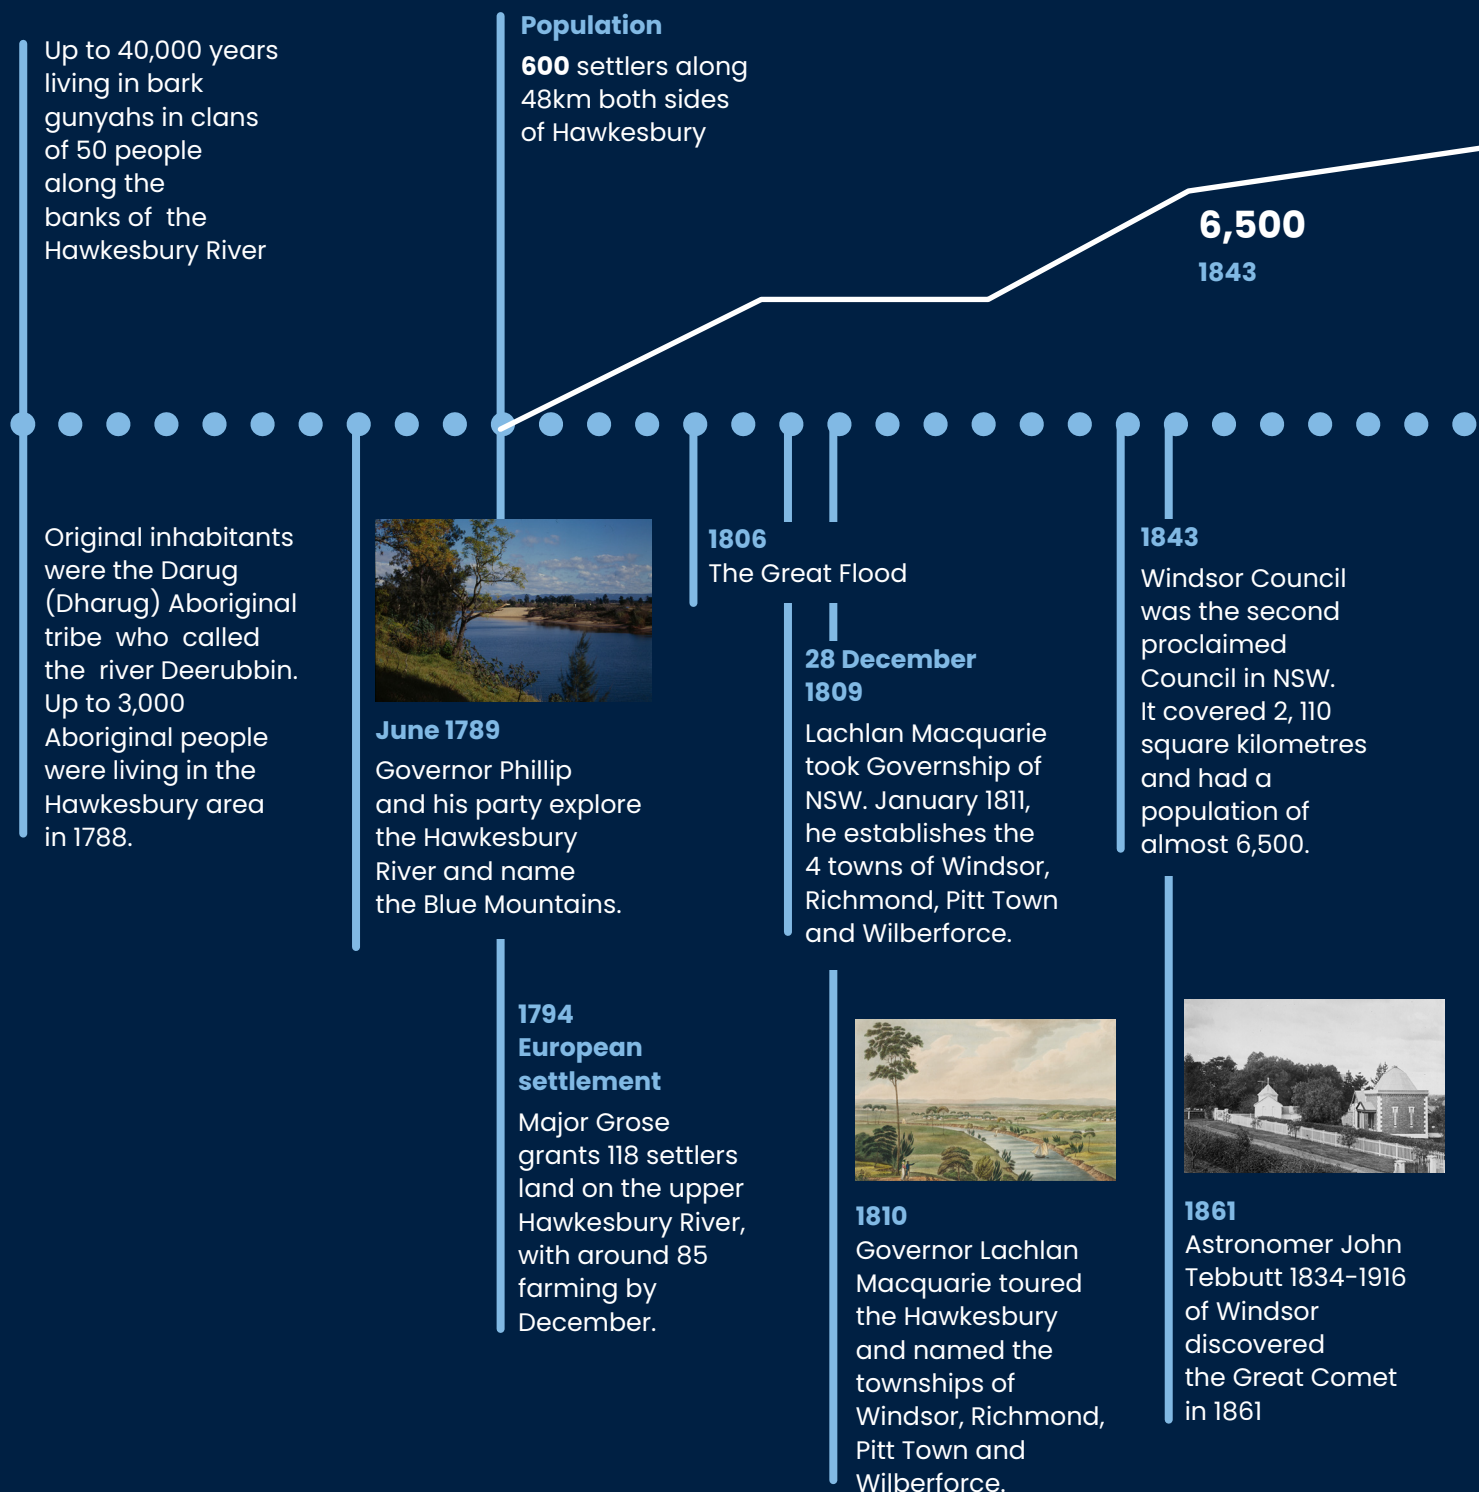 Up to 40,000 years
living in bark
gunyahs in clans
of 50 people
along the
banks of the
Hawkesbury River
Population
600 settlers along
48km both sides
of Hawkesbury
6,500
1843
Original inhabitants
were the Darug
(Dharug) Aboriginal
tribe who called
the river Deerubbin.
Up to 3,000
Aboriginal people
were living in the
Hawkesbury area
in 1788.
June 1789
Governor Phillip
and his party explore
the Hawkesbury
River and name
the Blue Mountains.
1794
European
settlement
Major Grose
grants 118 settlers
land on the upper
Hawkesbury River,
with around 85
farming by
December.
1806
The Great Flood
28 December
1809
Lachlan Macquarie
took Governship of
NSW. January 1811,
he establishes the
4 towns of Windsor,
Richmond, Pitt Town
and Wilberforce.
1810
Governor Lachlan
Macquarie toured
the Hawkesbury
and named the
townships of
Windsor, Richmond,
Pitt Town and
Wilberforce.
1843
Windsor Council
was the second
proclaimed
Council in NSW.
It covered 2, 110
square kilometres
and had a
population of
almost 6,500.
1861
Astronomer John
Tebbutt 1834-1916
of Windsor
discovered
the Great Comet
in 1861